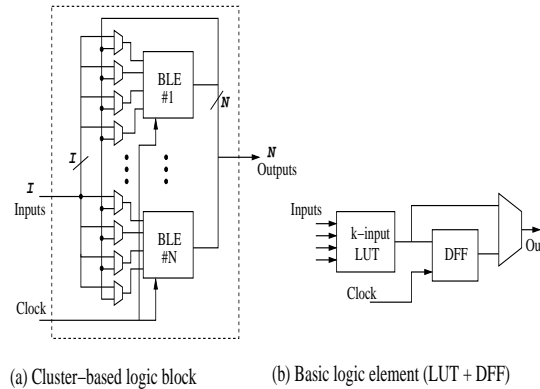 BLE
#1
N
I
I
Inputs
N
Outputs
BLE
#N
Clock
Inputs
k-input
LUT
DFF
Clock
Ou
(a) Cluster-based logic block
(b) Basic logic element (LUT + DFF)